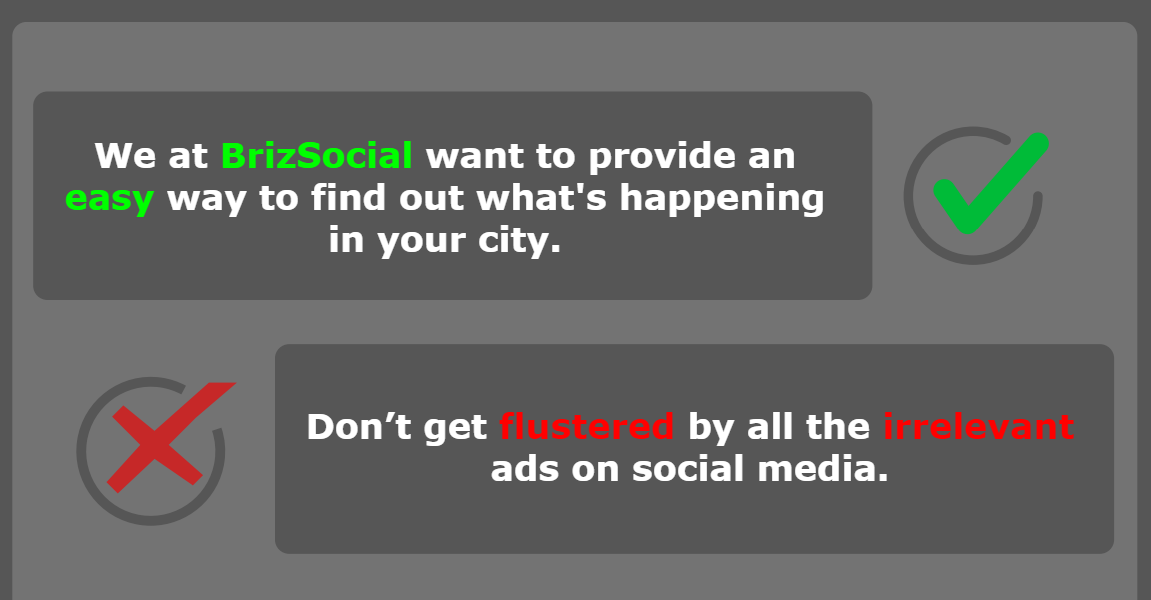 We at BrizSocial want to provide an
easy way to find out what's happening
in your city.
Don’t get flustered by all the irrelevant
ads on social media.